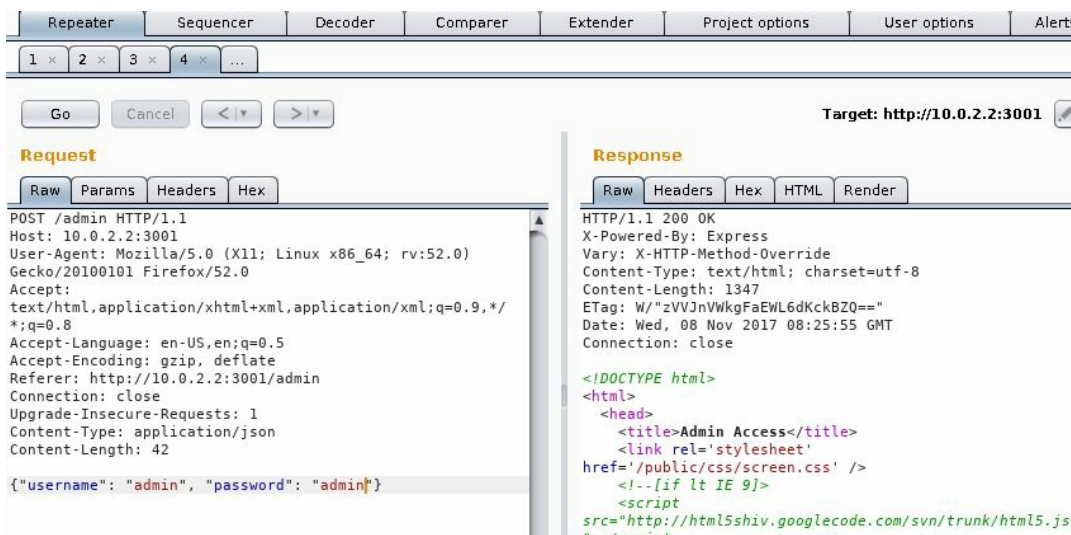 Repeater Sequencer Decoder Comparer Extender Project options User options Alert
1 × 2 × 3 × 4 × ...
Go Cancel < >
Target: http://10.0.2.2:3001
Request
Raw Params Headers Hex
POST /admin HTTP/1.1
Host: 10.0.2.2:3001
User-Agent: Mozilla/5.0 (X11; Linux x86_64; rv:52.0)
Gecko/20100101 Firefox/52.0
Accept:
text/html,application/xhtml+xml,application/xml;q=0.9,*/
*;q=0.8
Accept-Language: en-US,en;q=0.5
Accept-Encoding: gzip, deflate
Referer: http://10.0.2.2:3001/admin
Connection: close
Upgrade-Insecure-Requests: 1
Content-Type: application/json
Content-Length: 42
{"username": "admin", "password": "admin"}
Response
Raw Headers Hex HTML Render
HTTP/1.1 200 OK
X-Powered-By: Express
Vary: X-HTTP-Method-Override
Content-Type: text/html; charset=utf-8
Content-Length: 1347
ETag: W/"zVVJnVWkgFaEWL6dKckBZQ=="
Date: Wed, 08 Nov 2017 08:25:55 GMT
Connection: close
<!DOCTYPE html>
<html>
<head>
<title>Admin Access</title>
<link rel='stylesheet'
href='/public/css/screen.css' />
<!--[if lt IE 9]>
<script
src="http://html5shiv.googlecode.com/svn/trunk/html5.js